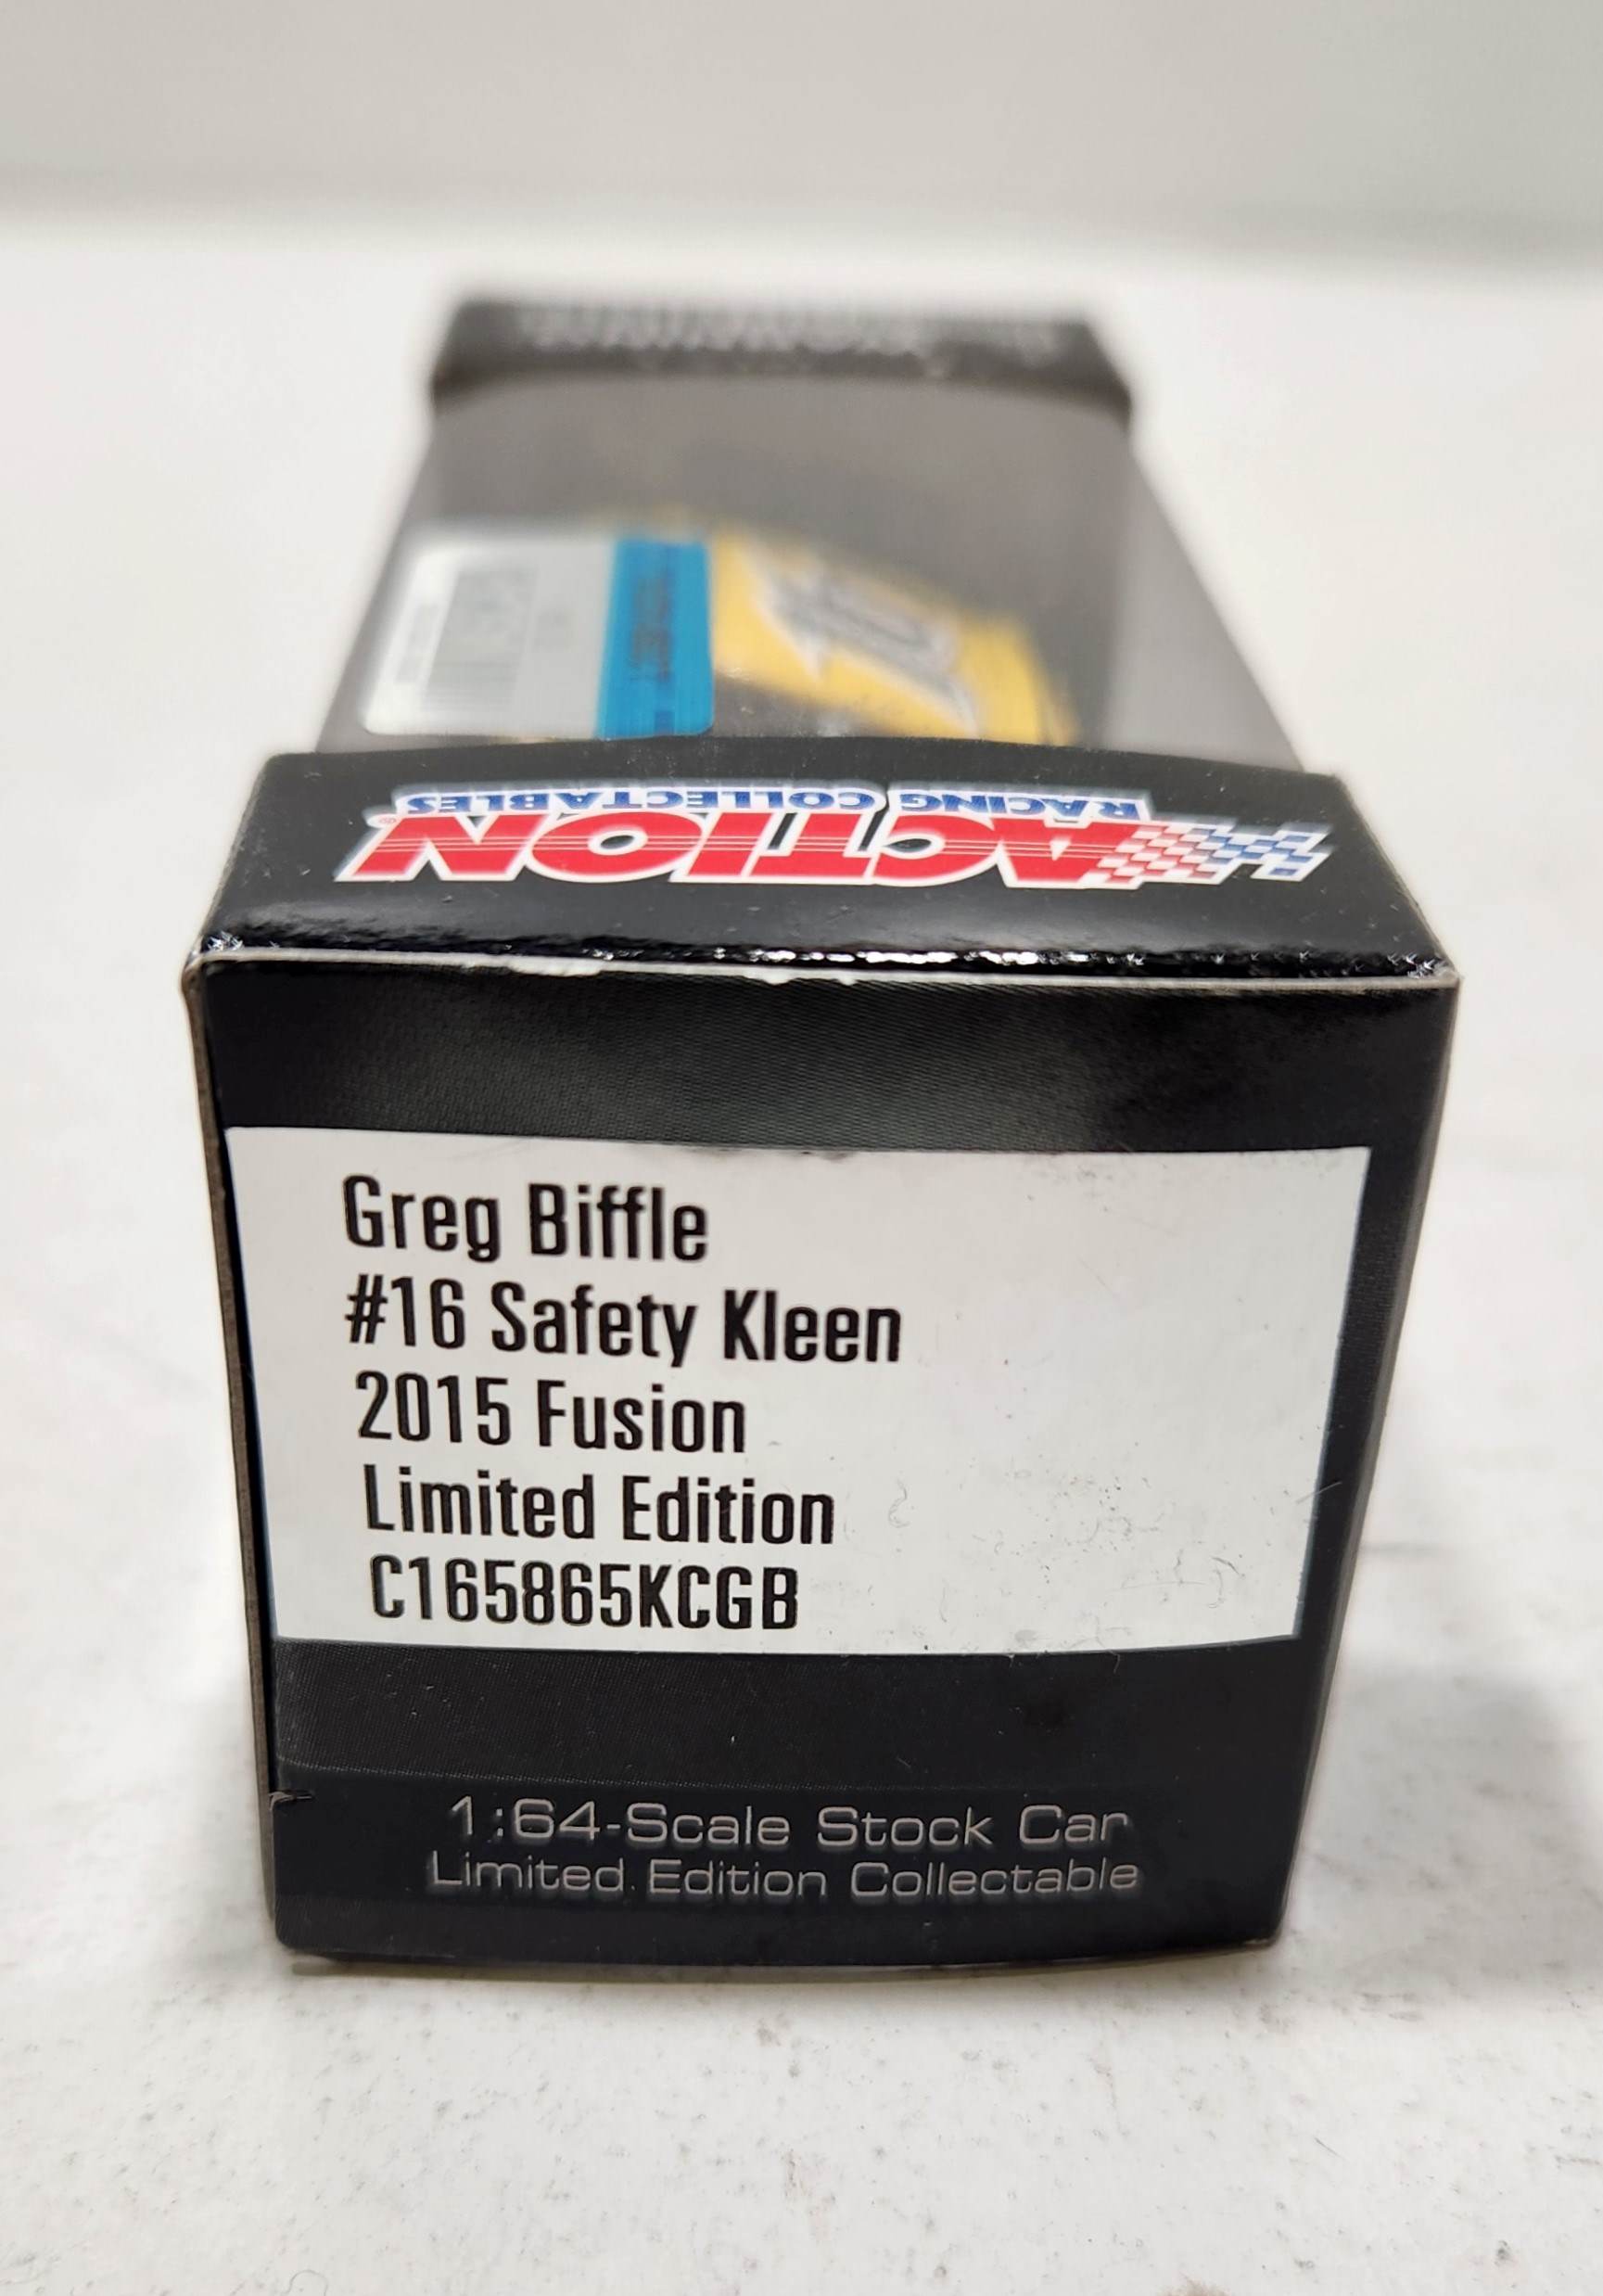 ACTION®
RACING COLLECTABLES
Greg Biffle
#16 Safety Kleen
2015 Fusion
Limited Edition
C165865KCGB
1:64-Scale Stock Car
Limited Edition Collectable